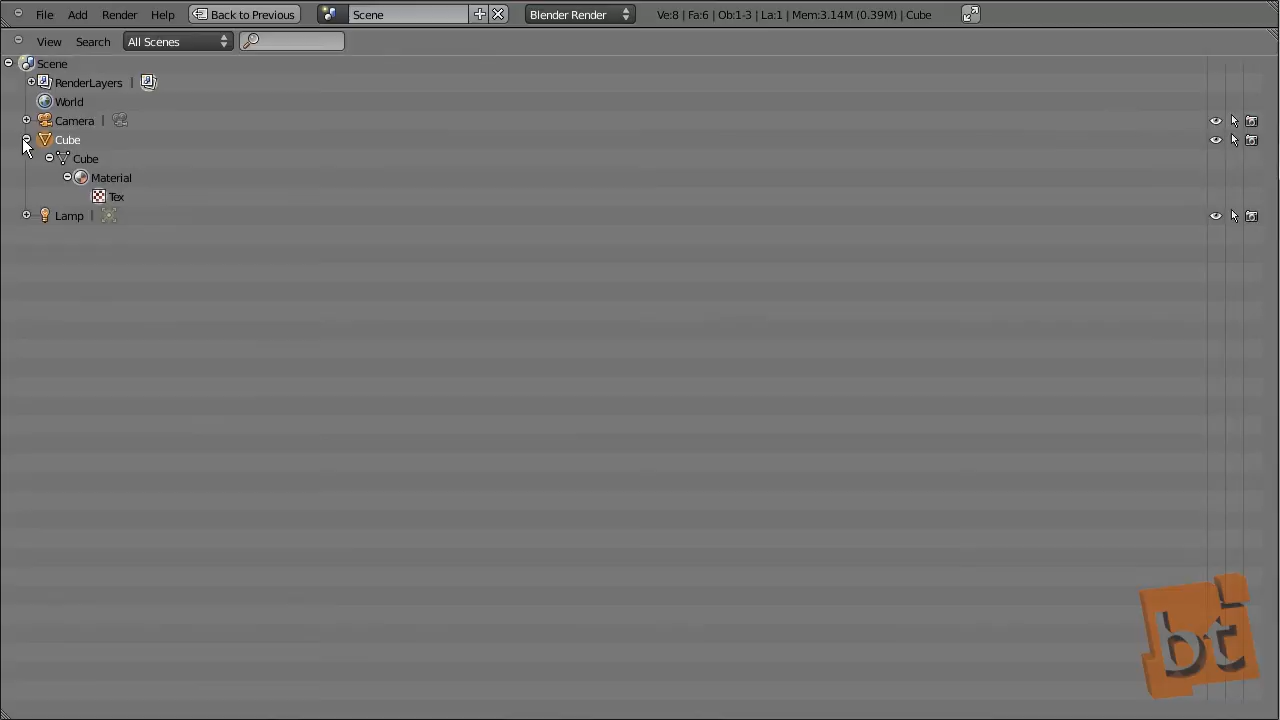 File Add Render Help Back to Previous Scene Blender Render Ve:8 | Fa:6 | Ob:1-3 | La:1 | Mem:3.14M (0.39M) | Cube
View Search All Scenes
Scene
RenderLayers |
World
Camera |
Cube
Cube
Material
Tex
Lamp |
bt